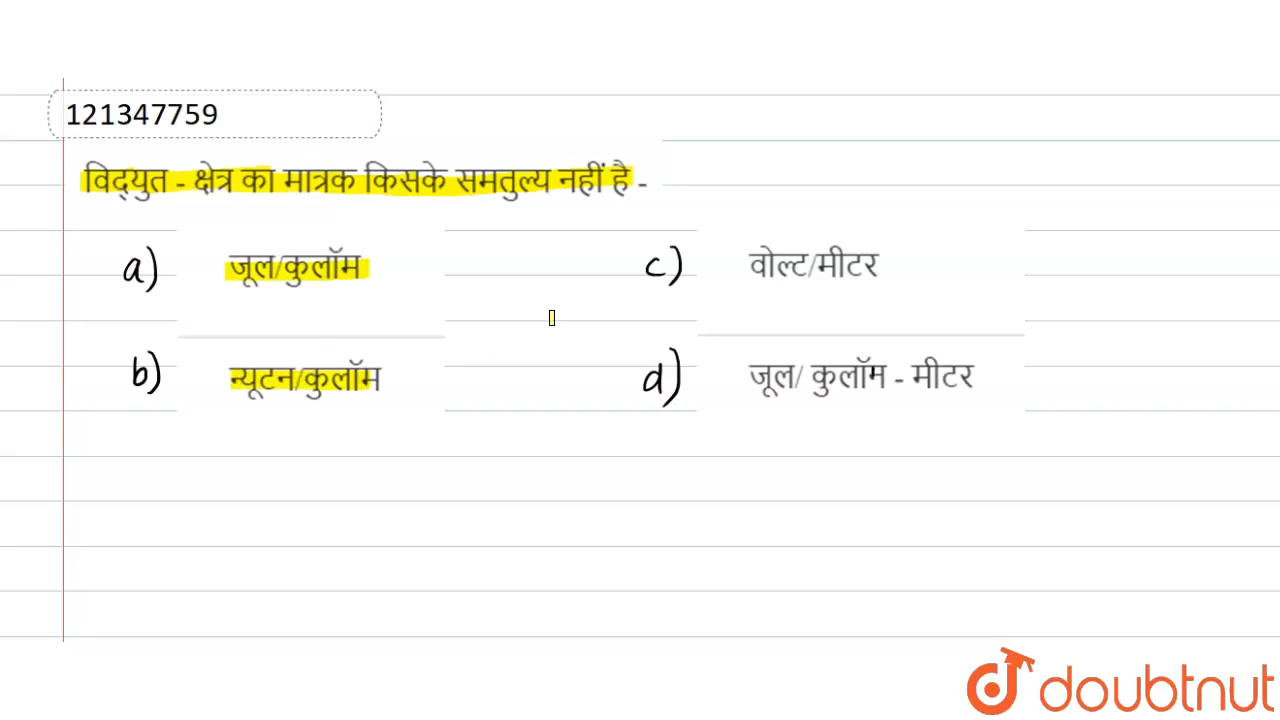 121347759
विद्युत - क्षेत्र का मात्रक किसके समतुल्य नहीं है -
a) जूल/कुलॉम
c) वोल्ट/मीटर
b) न्यूटन/कुलॉम
d) जूल/ कुलॉम - मीटर
doubtnut